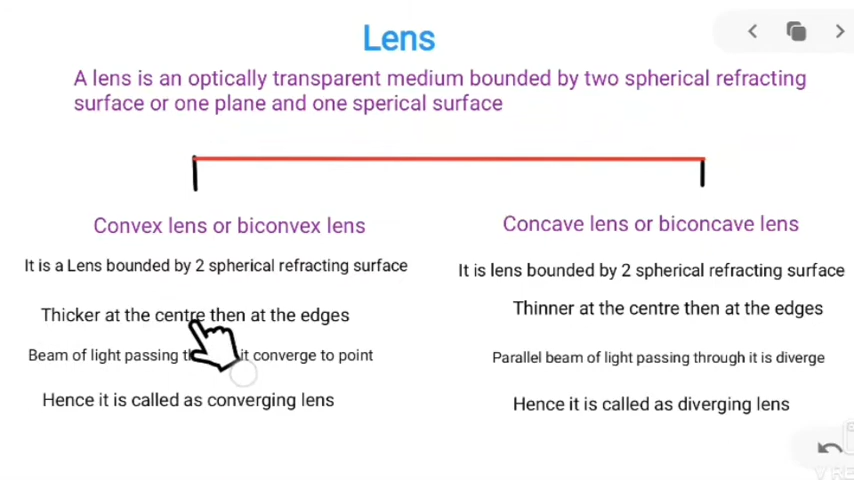 Lens
A lens is an optically transparent medium bounded by two spherical refracting
surface or one plane and one sperical surface
Convex lens or biconvex lens
It is a Lens bounded by 2 spherical refracting surface
Thicker at the centre then at the edges
Beam of light passing it converge to point
Hence it is called as converging lens
Concave lens or biconcave lens
It is lens bounded by 2 spherical refracting surface
Thinner at the centre then at the edges
Parallel beam of light passing through it is diverge
Hence it is called as diverging lens